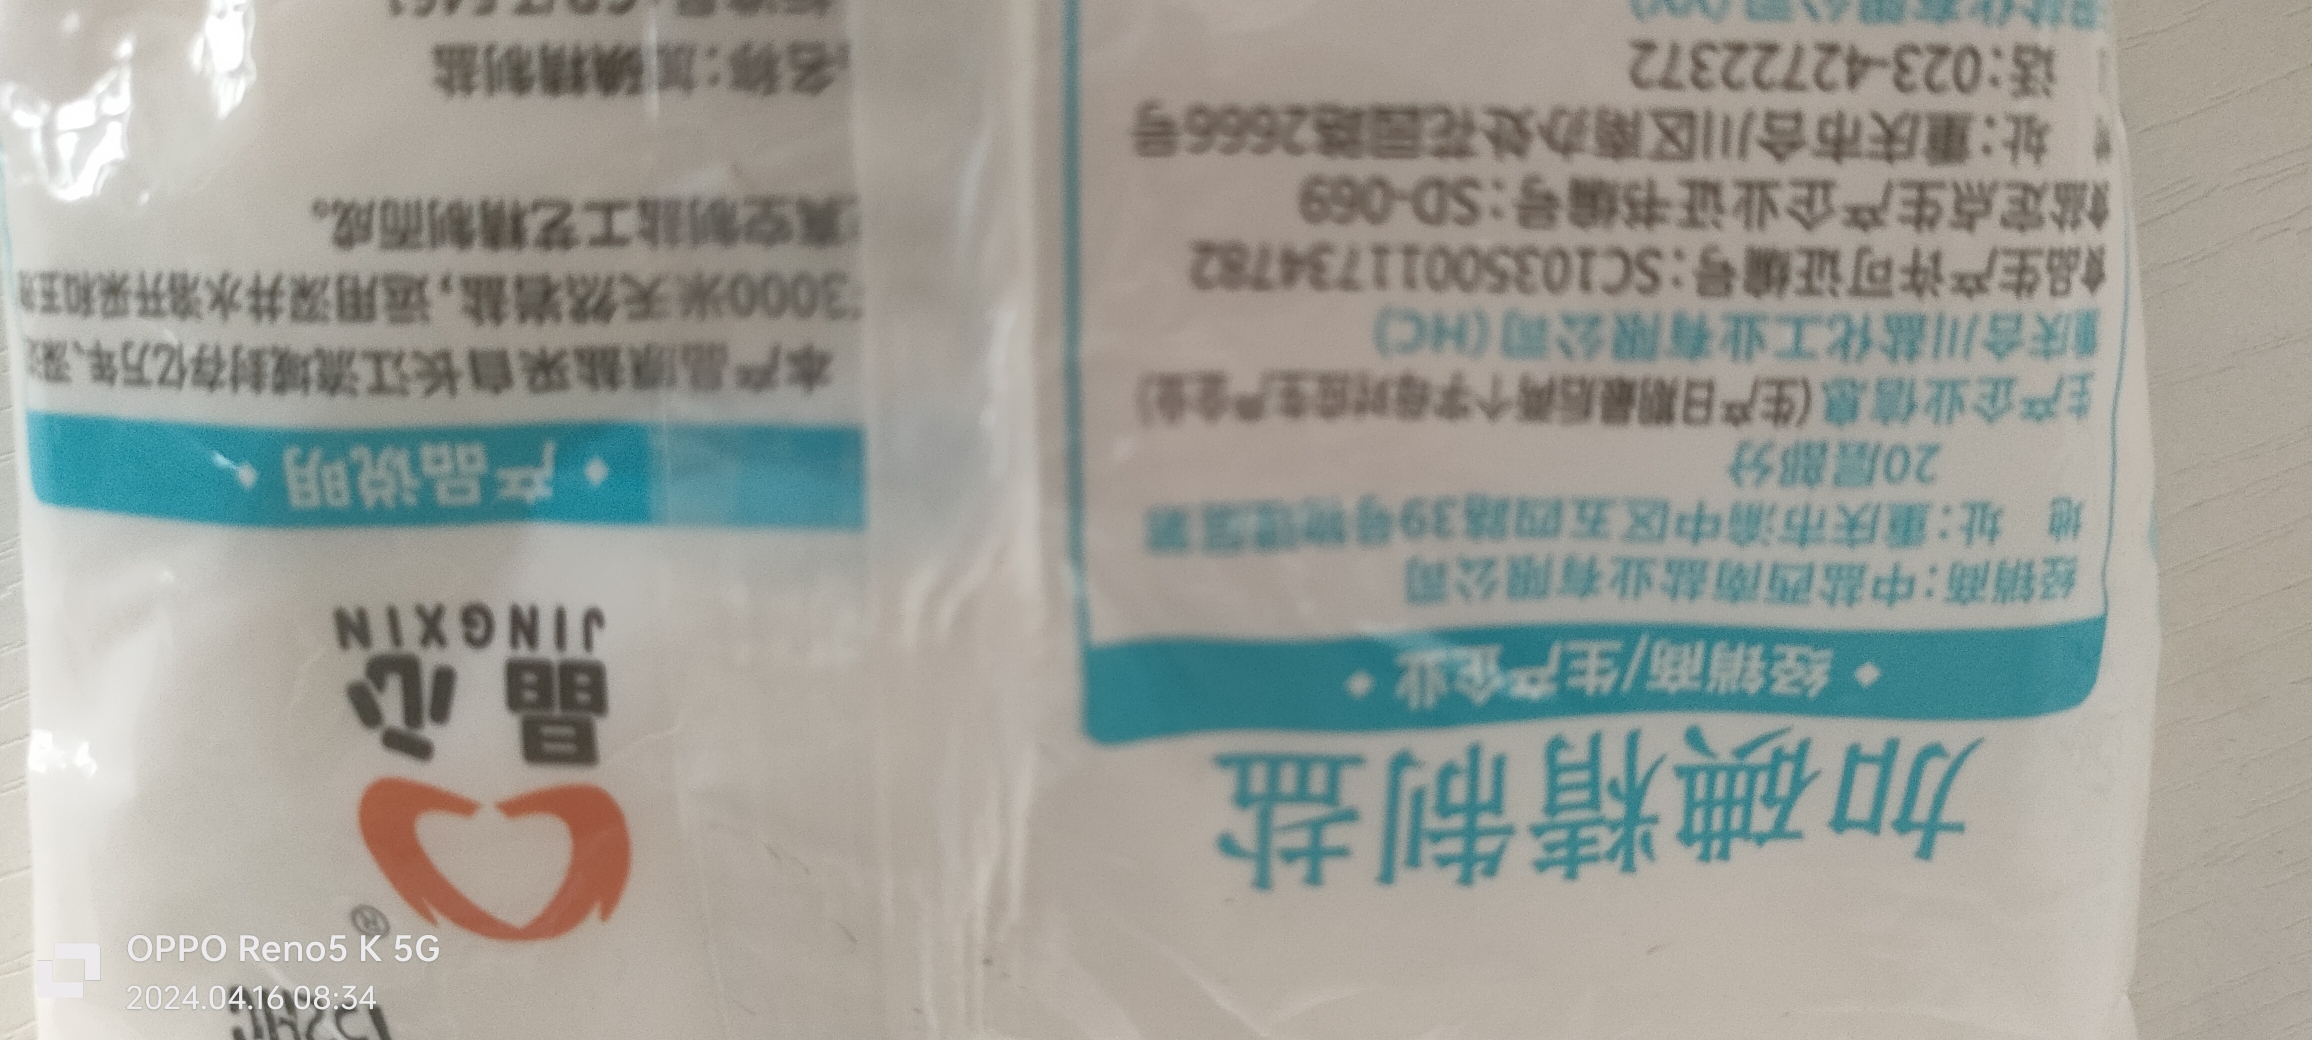 加碘精制盐
经销商/生产企业
经销商：中盐西南盐业有限公司
地 址：重庆市渝中区五四路39号
20层部分
生产企业信息（生产日期最后两个字母对应生产企业）
重庆合川盐化工业有限公司（HC）
食品生产许可证编号：SC10350011734782
食盐定点生产企业证书编号：SD-069
址：重庆市合川区南办处花园路2666号
话：023-42722372
®
晶心
JINGXIN
产品说明
本产品原盐采自长江流域封存亿万年、深
3000米天然岩盐，运用深井水溶开采和五
真空制盐工艺精制而成。
名称：加碘精制盐
标准号：GB/T 5461
OPPO Reno5 K 5G
2024.04.16 08:34